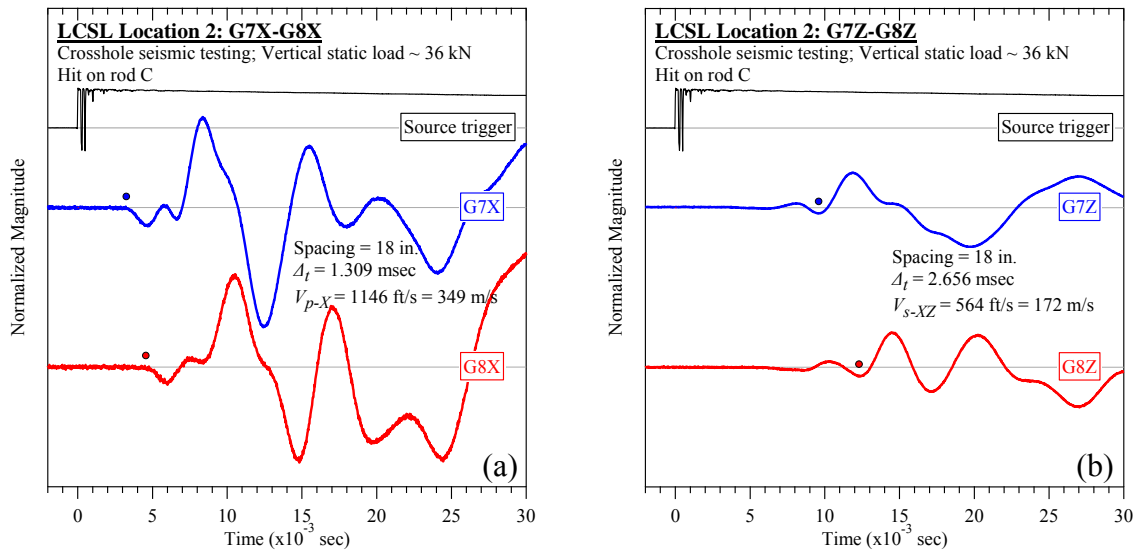 LCSL Location 2: G7X-G8X
Crosshole seismic testing; Vertical static load ~ 36 kN
Hit on rod C
Source trigger
G7X
Spacing = 18 in.
Δt = 1.309 msec
Vp-X = 1146 ft/s = 349 m/s
G8X
(a)
Normalized Magnitude
0 5 10 15 20 25 30
Time (x10⁻³ sec)
LCSL Location 2: G7Z-G8Z
Crosshole seismic testing; Vertical static load ~ 36 kN
Hit on rod C
Source trigger
G7Z
Spacing = 18 in.
Δt = 2.656 msec
Vs-XZ = 564 ft/s = 172 m/s
G8Z
(b)
Normalized Magnitude
0 5 10 15 20 25 30
Time (x10⁻³ sec)